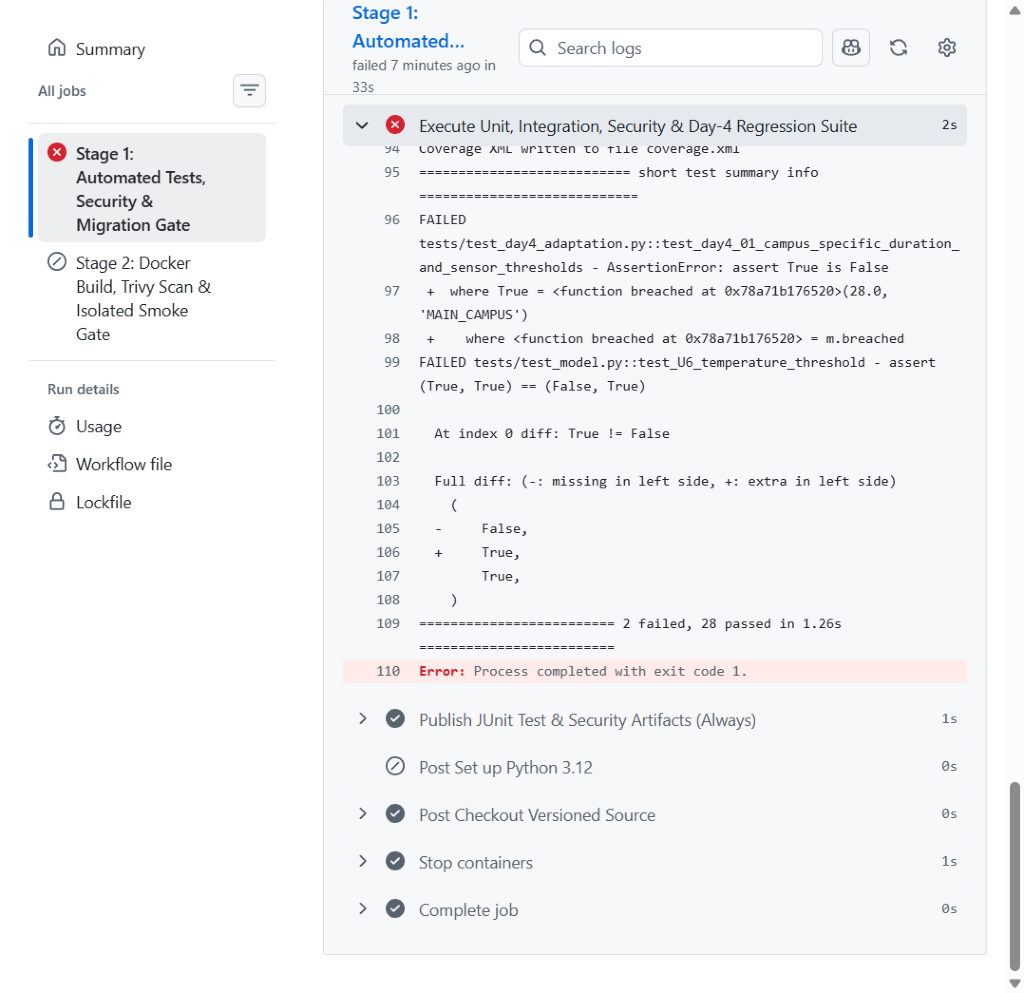 Summary
All jobs
Stage 1:
Automated Tests,
Security &
Migration Gate
Stage 2: Docker
Build, Trivy Scan &
Isolated Smoke
Gate
Run details
Usage
Workflow file
Lockfile
Stage 1:
Automated...
failed 7 minutes ago in
33s
Search logs
Execute Unit, Integration, Security & Day-4 Regression Suite 2s
94 Coverage XML written to file coverage.xml
95 =========================== short test summary info
============================
96 FAILED
tests/test_day4_adaptation.py::test_day4_01_campus_specific_duration_
and_sensor_thresholds - AssertionError: assert True is False
97 + where True = <function breached at 0x78a71b176520>(28.0,
'MAIN_CAMPUS')
98 + where <function breached at 0x78a71b176520> = m.breached
99 FAILED tests/test_model.py::test_U6_temperature_threshold - assert
(True, True) == (False, True)
100
101 At index 0 diff: True != False
102
103 Full diff: (-: missing in left side, +: extra in left side)
104 (
105 - False,
106 + True,
107 True,
108 )
109 ========================= 2 failed, 28 passed in 1.26s
=========================
110 Error: Process completed with exit code 1.
Publish JUnit Test & Security Artifacts (Always) 1s
Post Set up Python 3.12 0s
Post Checkout Versioned Source 0s
Stop containers 1s
Complete job 0s